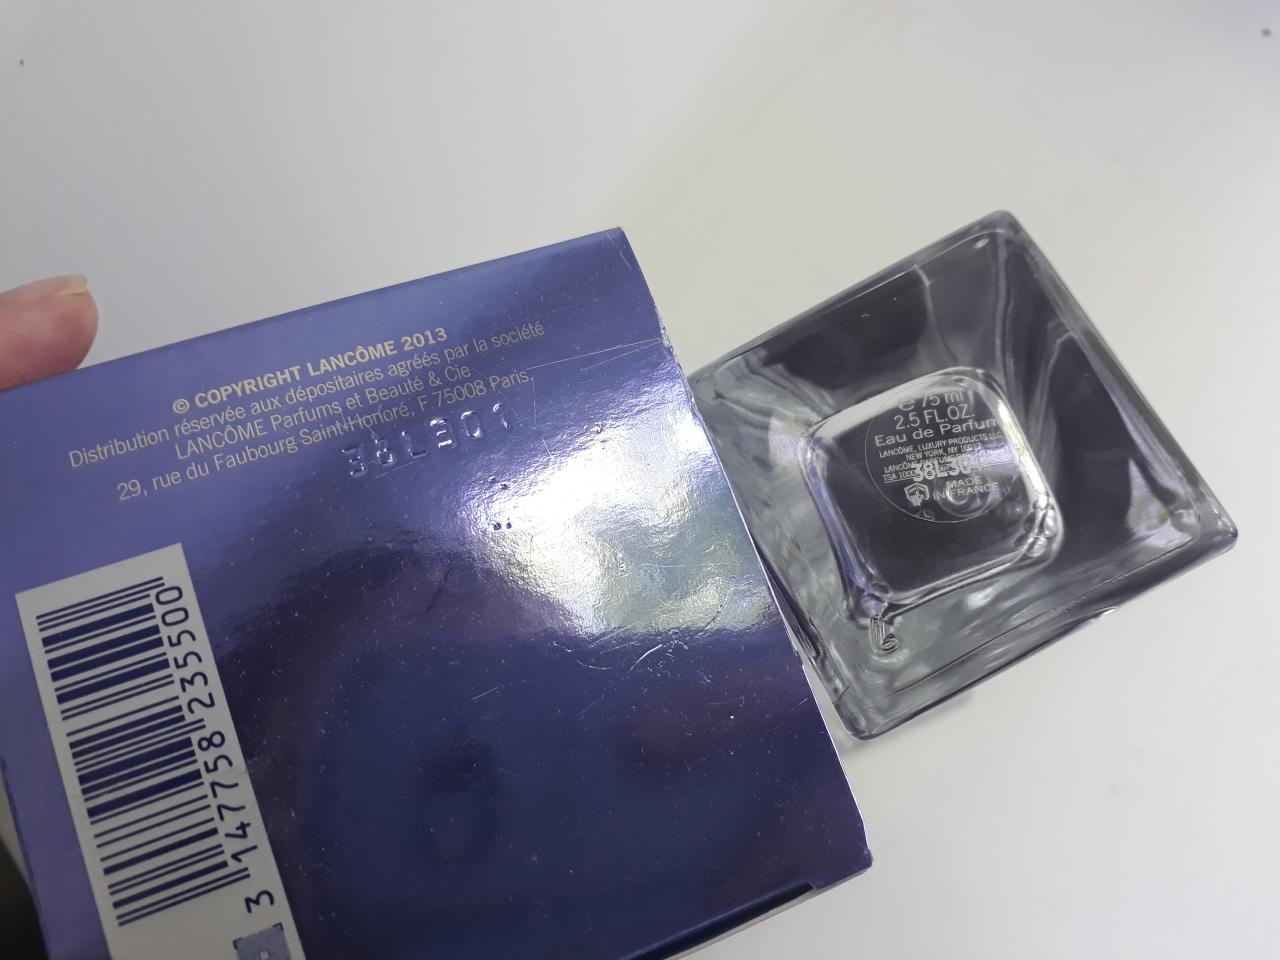 © COPYRIGHT LANCÔME 2013
Distribution réservée aux dépositaires agréés par la société
LANCÔME Parfums et Beauté & Cie
29, rue du Faubourg Saint-Honoré, F 75008 Paris.
38L301
3 147758 235500
e 75 ml
2.5 FL.OZ.
Eau de Parfum
LANCÔME, LUXURY PRODUCTS LLC
NEW YORK, NY
38L30
MADE
IN FRANCE